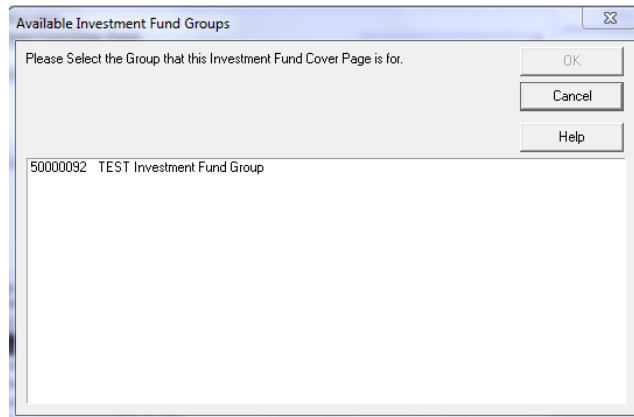 Available Investment Fund Groups
Please Select the Group that this Investment Fund Cover Page is for.
OK
Cancel
Help
50000092 TEST Investment Fund Group